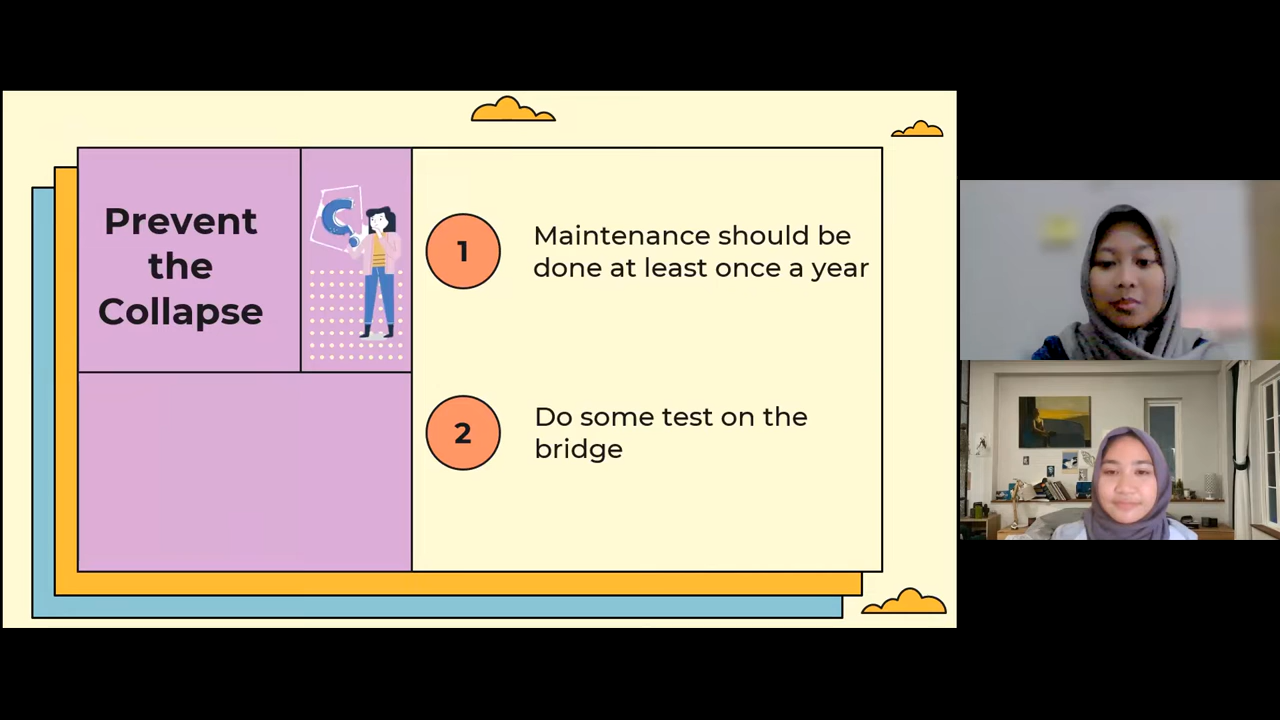 Prevent
the
Collapse
1
Maintenance should be
done at least once a year
2
Do some test on the
bridge